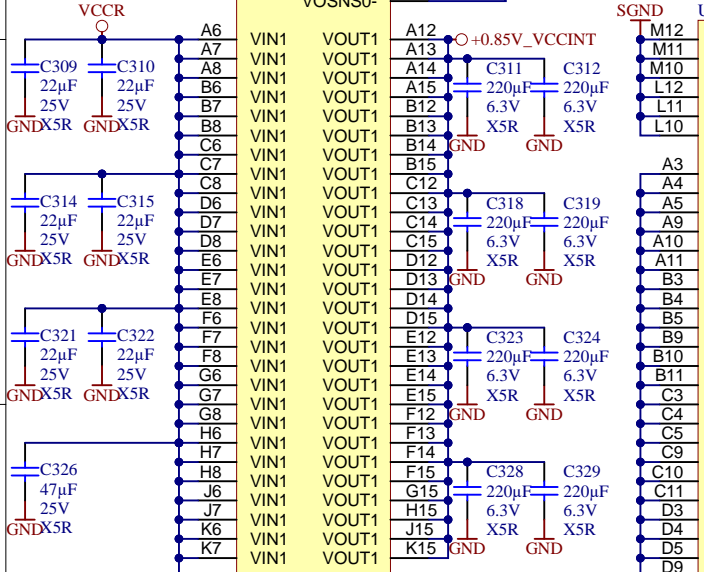 VOSNS0-
VCCR SGND U
A6 VIN1 VOUT1 A12 +0.85V_VCCINT M12
A7 VIN1 VOUT1 A13 M11
C309 C310 A8 VIN1 VOUT1 A14 C311 C312 M10
22µF 22µF B6 VIN1 VOUT1 A15 220µF 220µF L12
25V 25V B7 VIN1 VOUT1 B12 6.3V 6.3V L11
GND X5R GND X5R B8 VIN1 VOUT1 B13 X5R X5R L10
C6 VIN1 VOUT1 B14 GND GND
C7 VIN1 VOUT1 B15 A3
C8 VIN1 VOUT1 C12 A4
C314 C315 D6 VIN1 VOUT1 C13 C318 C319 A5
22µF 22µF D7 VIN1 VOUT1 C14 220µF 220µF A9
25V 25V D8 VIN1 VOUT1 C15 6.3V 6.3V A10
GND X5R GND X5R E6 VIN1 VOUT1 D12 X5R X5R A11
E7 VIN1 VOUT1 D13 GND GND B3
E8 VIN1 VOUT1 D14 B4
F6 VIN1 VOUT1 D15 B5
C321 C322 F7 VIN1 VOUT1 E12 C323 C324 B9
22µF 22µF F8 VIN1 VOUT1 E13 220µF 220µF B10
25V 25V G6 VIN1 VOUT1 E14 6.3V 6.3V B11
GND X5R GND X5R G7 VIN1 VOUT1 E15 X5R X5R C3
G8 VIN1 VOUT1 F12 GND GND C4
H6 VIN1 VOUT1 F13 C5
H7 VIN1 VOUT1 F14 C9
C326 H8 VIN1 VOUT1 F15 C328 C329 C10
47µF J6 VIN1 VOUT1 G15 220µF 220µF C11
25V J7 VIN1 VOUT1 H15 6.3V 6.3V D3
GND X5R K6 VIN1 VOUT1 J15 X5R X5R D4
K7 VIN1 VOUT1 K15 GND GND D5
D9